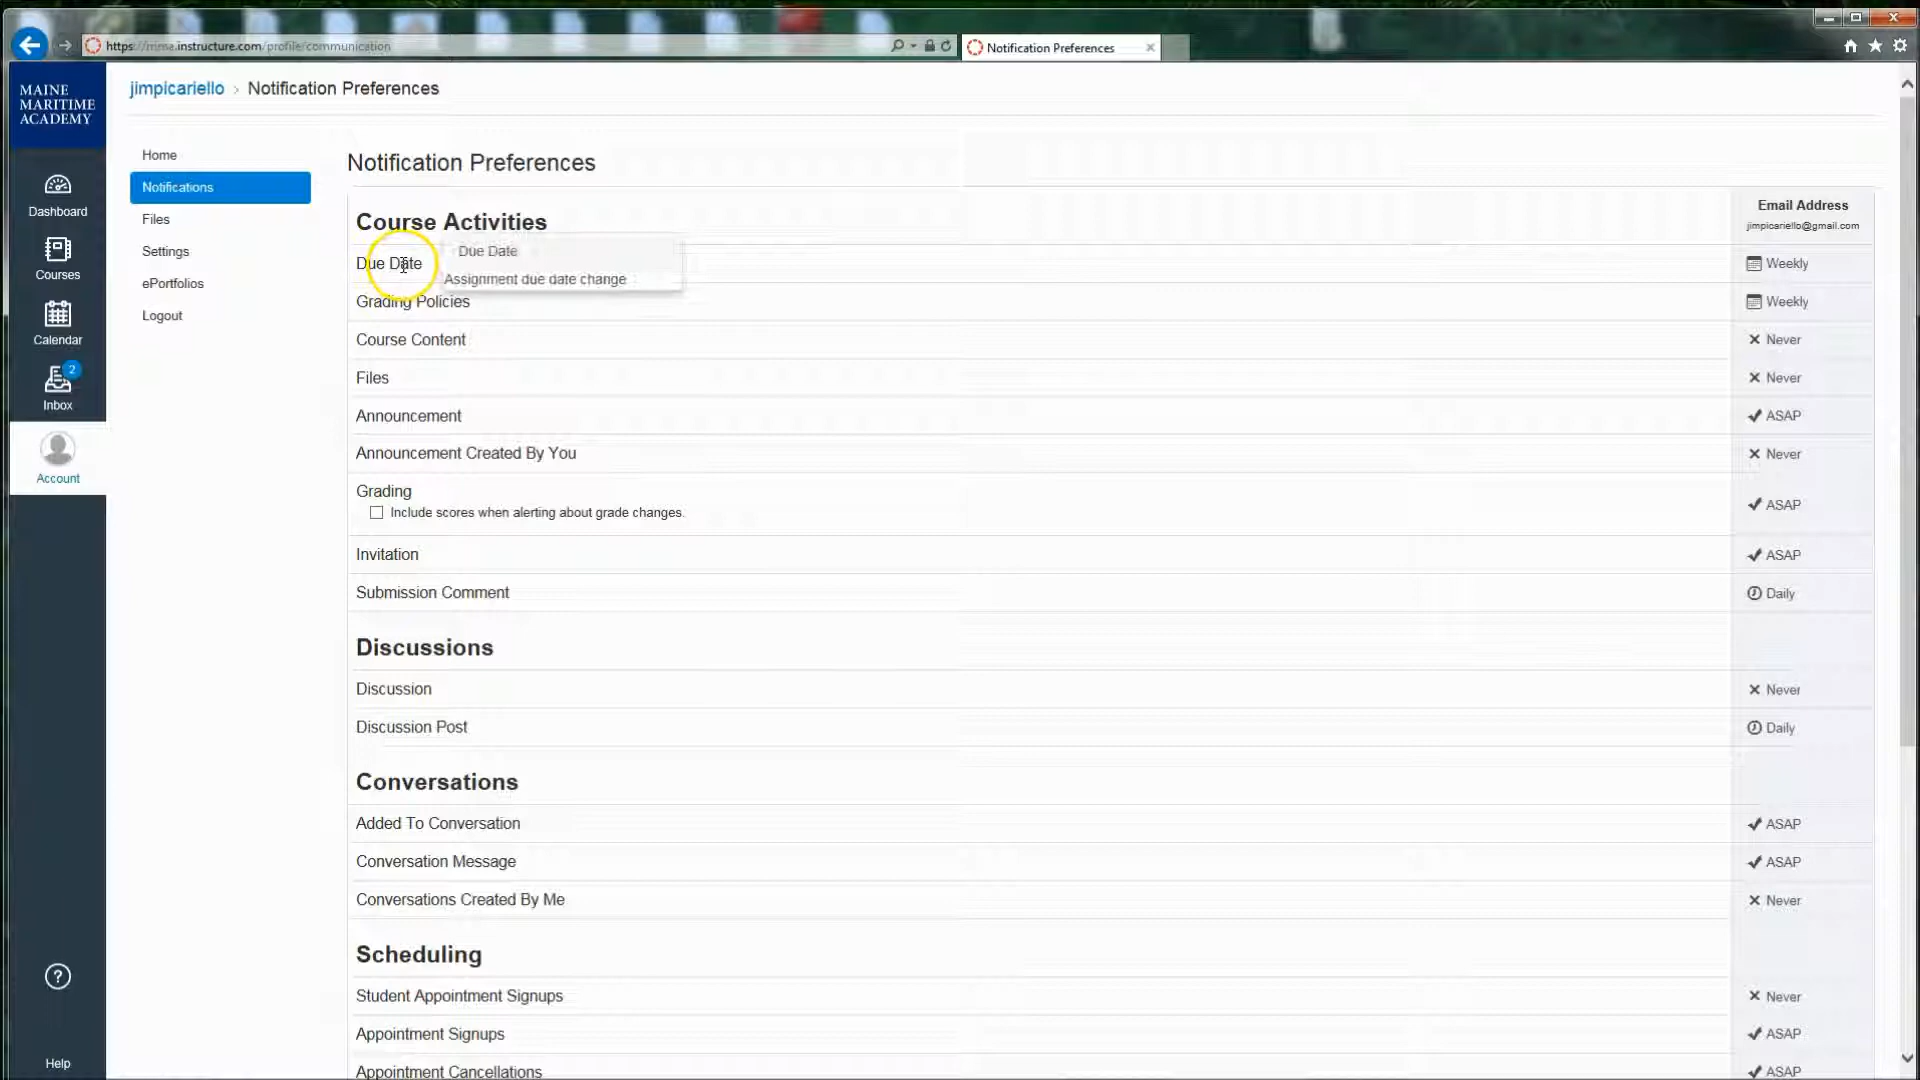 https://mma.instructure.com/profile/communication
Notification Preferences
MAINE
MARITIME
ACADEMY
jimpicariello > Notification Preferences
Dashboard
Courses
Calendar
2
Inbox
Account
Help
Home
Notifications
Files
Settings
ePortfolios
Logout
Notification Preferences
Email Address
jimpicariello@gmail.com
Course Activities
Due Date
Assignment due date change
Due Date Weekly
Grading Policies Weekly
Course Content Never
Files Never
Announcement ASAP
Announcement Created By You Never
Grading ASAP
Include scores when alerting about grade changes.
Invitation ASAP
Submission Comment Daily
Discussions
Discussion Never
Discussion Post Daily
Conversations
Added To Conversation ASAP
Conversation Message ASAP
Conversations Created By Me Never
Scheduling
Student Appointment Signups Never
Appointment Signups ASAP
Appointment Cancellations ASAP